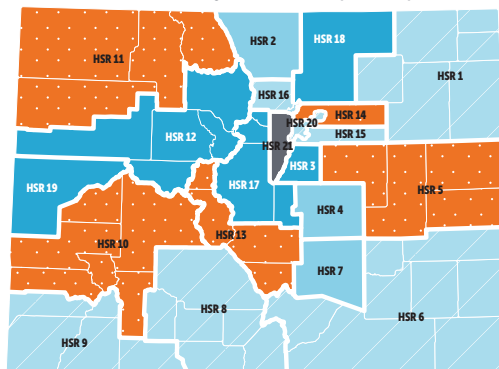 HSR 2
HSR 18
HSR 11
HSR 1
HSR 16
HSR 14
HSR 20
HSR 15
HSR 12
HSR 21
HSR 3
HSR 17
HSR 19
HSR 5
HSR 4
HSR 13
HSR 10
HSR 7
HSR 8
HSR 6
HSR 9